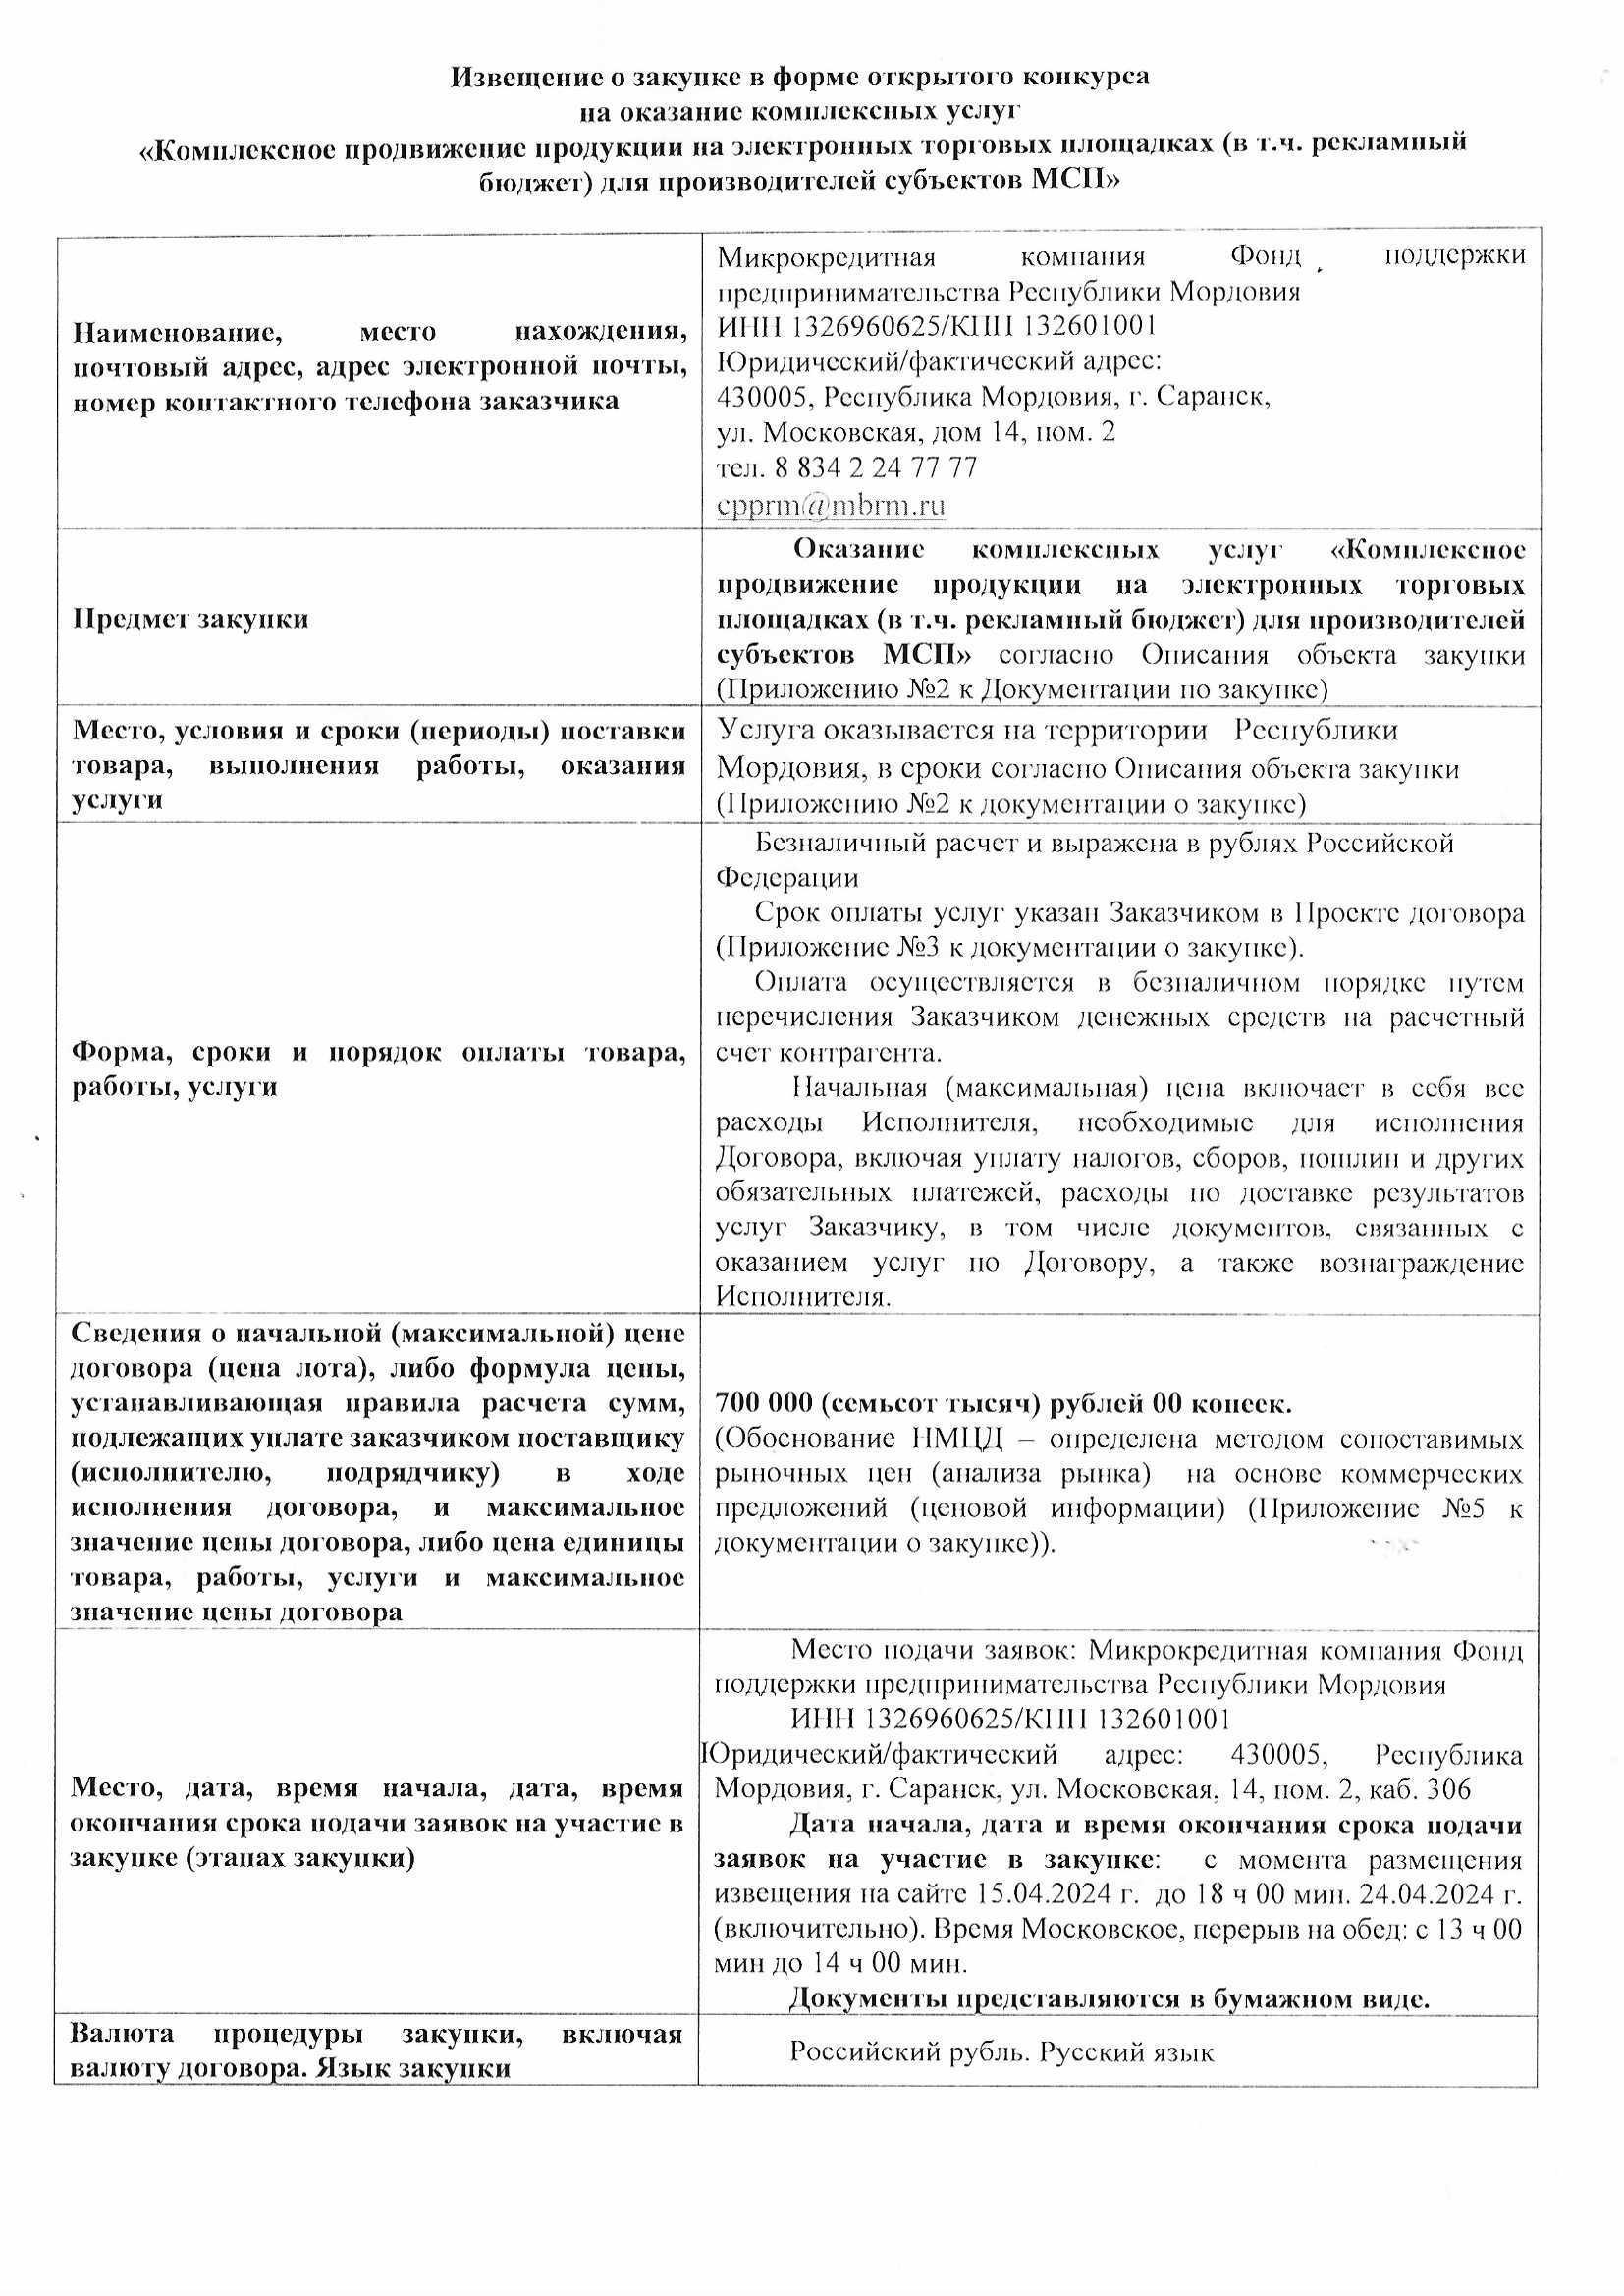 Извещение о закупке в форме открытого конкурса
на оказание комплексных услуг
«Комплексное продвижение продукции на электронных торговых площадках (в т.ч. рекламный
бюджет) для производителей субъектов МСП»
Наименование, место нахождения,
почтовый адрес, адрес электронной почты,
номер контактного телефона заказчика
Микрокредитная компания Фонд поддержки
предпринимательства Республики Мордовия
ИНН 1326960625/КПП 132601001
Юридический/фактический адрес:
430005, Республика Мордовия, г. Саранск,
ул. Московская, дом 14, пом. 2
тел. 8 834 2 24 77 77
cpprm@mbrm.ru
Предмет закупки
Оказание комплексных услуг «Комплексное
продвижение продукции на электронных торговых
площадках (в т.ч. рекламный бюджет) для производителей
субъектов МСП» согласно Описания объекта закупки
(Приложению №2 к Документации по закупке)
Место, условия и сроки (периоды) поставки
товара, выполнения работы, оказания
услуги
Услуга оказывается на территории Республики
Мордовия, в сроки согласно Описания объекта закупки
(Приложению №2 к документации о закупке)
Форма, сроки и порядок оплаты товара,
работы, услуги
Безналичный расчет и выражена в рублях Российской
Федерации
Срок оплаты услуг указан Заказчиком в Проекте договора
(Приложение №3 к документации о закупке).
Оплата осуществляется в безналичном порядке путем
перечисления Заказчиком денежных средств на расчетный
счет контрагента.
Начальная (максимальная) цена включает в себя все
расходы Исполнителя, необходимые для исполнения
Договора, включая уплату налогов, сборов, пошлин и других
обязательных платежей, расходы по доставке результатов
услуг Заказчику, в том числе документов, связанных с
оказанием услуг по Договору, а также вознаграждение
Исполнителя.
Сведения о начальной (максимальной) цене
договора (цена лота), либо формула цены,
устанавливающая правила расчета сумм,
подлежащих уплате заказчиком поставщику
(исполнителю, подрядчику) в ходе
исполнения договора, и максимальное
значение цены договора, либо цена единицы
товара, работы, услуги и максимальное
значение цены договора
700 000 (семьсот тысяч) рублей 00 копеек.
(Обоснование НМЦД – определена методом сопоставимых
рыночных цен (анализа рынка) на основе коммерческих
предложений (ценовой информации) (Приложение №5 к
документации о закупке)).
Место, дата, время начала, дата, время
окончания срока подачи заявок на участие в
закупке (этапах закупки)
Место подачи заявок: Микрокредитная компания Фонд
поддержки предпринимательства Республики Мордовия
ИНН 1326960625/КПП 132601001
Юридический/фактический адрес: 430005, Республика
Мордовия, г. Саранск, ул. Московская, 14, пом. 2, каб. 306
Дата начала, дата и время окончания срока подачи
заявок на участие в закупке: с момента размещения
извещения на сайте 15.04.2024 г. до 18 ч 00 мин. 24.04.2024 г.
(включительно). Время Московское, перерыв на обед: с 13 ч 00
мин до 14 ч 00 мин.
Документы представляются в бумажном виде.
Валюта процедуры закупки, включая
валюту договора. Язык закупки
Российский рубль. Русский язык